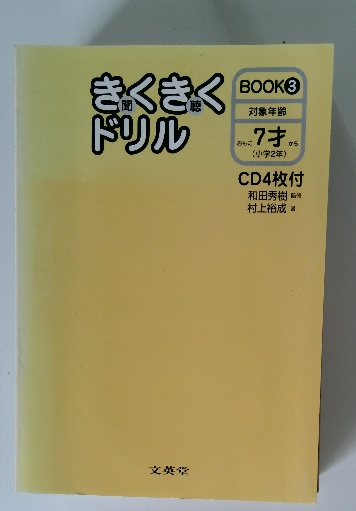 きくきく
聞 聴
ドリル
BOOK3
対象年齢
おもに 7才 から
(小学2年)
CD4枚付
和田秀樹 監修
村上裕成 著
文英堂